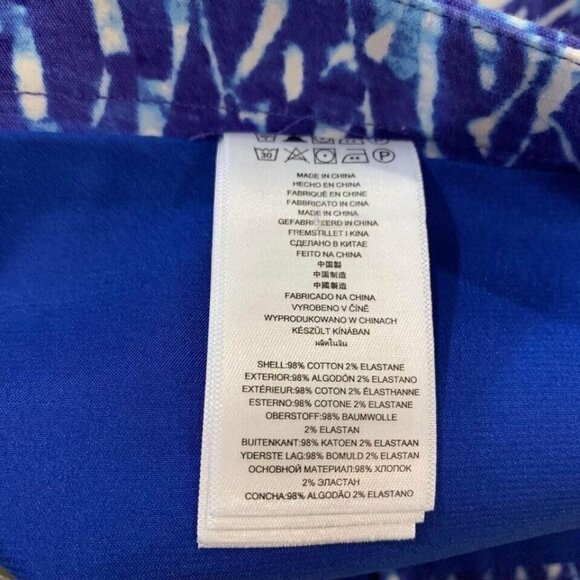 30 P
MADE IN CHINA
HECHO EN CHINA
FABRIQUÉ EN CHINE
FABBRICATO IN CINA
MADE IN CHINA
GEFABRICEERD IN CHINA
FREMSTILLET I KINA
СДЕЛАНО В КИТАЕ
FEITO NA CHINA
中国製
中国制造
中國製造
FABRICADO NA CHINA
VYROBENO V ČÍNĚ
WYPRODUKOWANO W CHINACH
KÉSZÜLT KÍNÁBAN
ผลิตในจีน
SHELL:98% COTTON 2% ELASTANE
EXTERIOR:98% ALGODÓN 2% ELASTANO
EXTÉRIEUR:98% COTON 2% ÉLASTHANNE
ESTERNO:98% COTONE 2% ELASTANE
OBERSTOFF:98% BAUMWOLLE
2% ELASTAN
BUITENKANT:98% KATOEN 2% ELASTAAN
YDERSTE LAG:98% BOMULD 2% ELASTAN
ОСНОВНОЙ МАТЕРИАЛ:98% ХЛОПОК
2% ЭЛАСТАН
CONCHA:98% ALGODÃO 2% ELASTANO